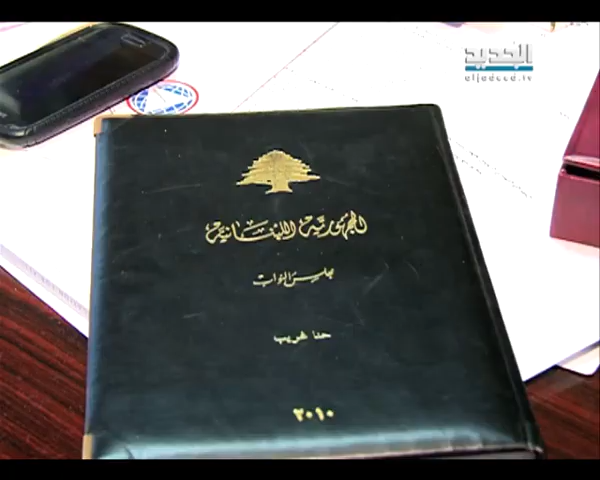 الجديد
aljadeed.tv
الجمهورية اللبنانية
مجلس النواب
حنا غريب
٢٠١٠